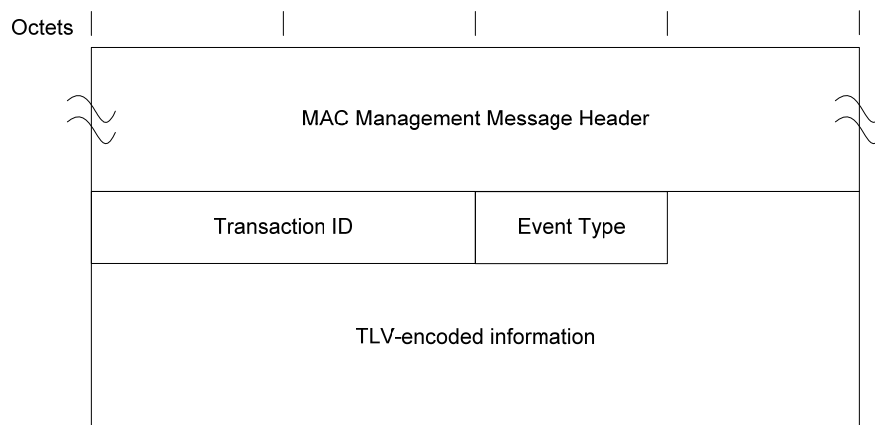 Octets
MAC Management Message Header
Transaction ID
Event Type
TLV-encoded information